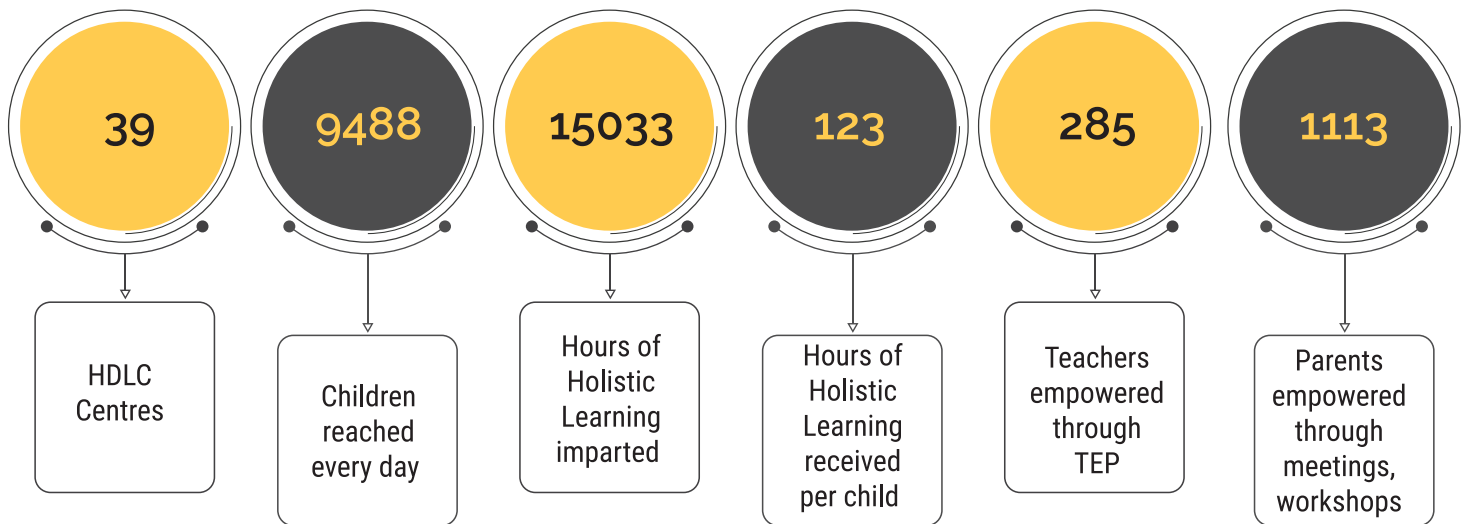 39
HDLC
Centres
9488
Children
reached
every day
15033
Hours of
Holistic
Learning
imparted
123
Hours of
Holistic
Learning
received
per child
285
Teachers
empowered
through
TEP
1113
Parents
empowered
through
meetings,
workshops